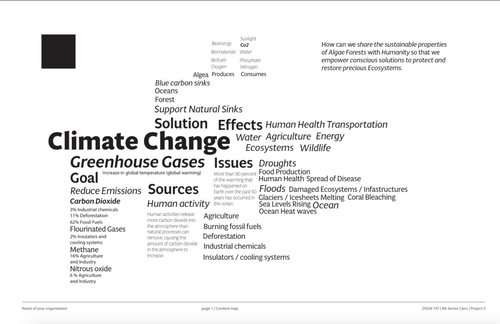 Bioenergy
Sunlight
Co2
Biomaterials
Water
Biofuels
Phosphate
Oxygen
Nitrogen
Algea Produces Consumes
Blue carbon sinks
Oceans
Forest
Support Natural Sinks
How can we share the sustainable properties
of Algae Forests with Humanity so that we
empower conscious solutions to protect and
restore precious Ecosystems.
Solution Effects Human Health Transportation
Climate Change Water Agriculture Energy
Ecosystems Wildlife
Greenhouse Gases
Increase in global temperature (global warming)
Goal
Reduce Emissions
Carbon Dioxide
3% Industrial chemicals
11% Deforestation
62% Fossil Fuels
Flourinated Gases
2% Insulators and
cooling systems
Methane
16% Agriculture
and Industry
Nitrous oxide
6 % Agriculture
and Industry
Sources
Human activity
Human activities release
more carbon dioxide into
the atmosphere than
natural processes can
remove, causing the
amount of carbon dioxide
in the atmosphere to
increase.
Agriculture
Burning fossil fuels
Deforestation
Industrial chemicals
Insulators / cooling systems
Issues
More than 90 percent
of the warming that
has happened on
Earth over the past 50
years has occurred in
the ocean.
Droughts
Food Production
Human Health Spread of Disease
Floods Damaged Ecosystems / Infastructures
Glaciers / Icesheets Melting Coral Bleaching
Sea Levels Rising Ocean
Ocean Heat waves
Name of your organization
page 1 | Content map
DSGN 197 | BA Senior Class | Project 3